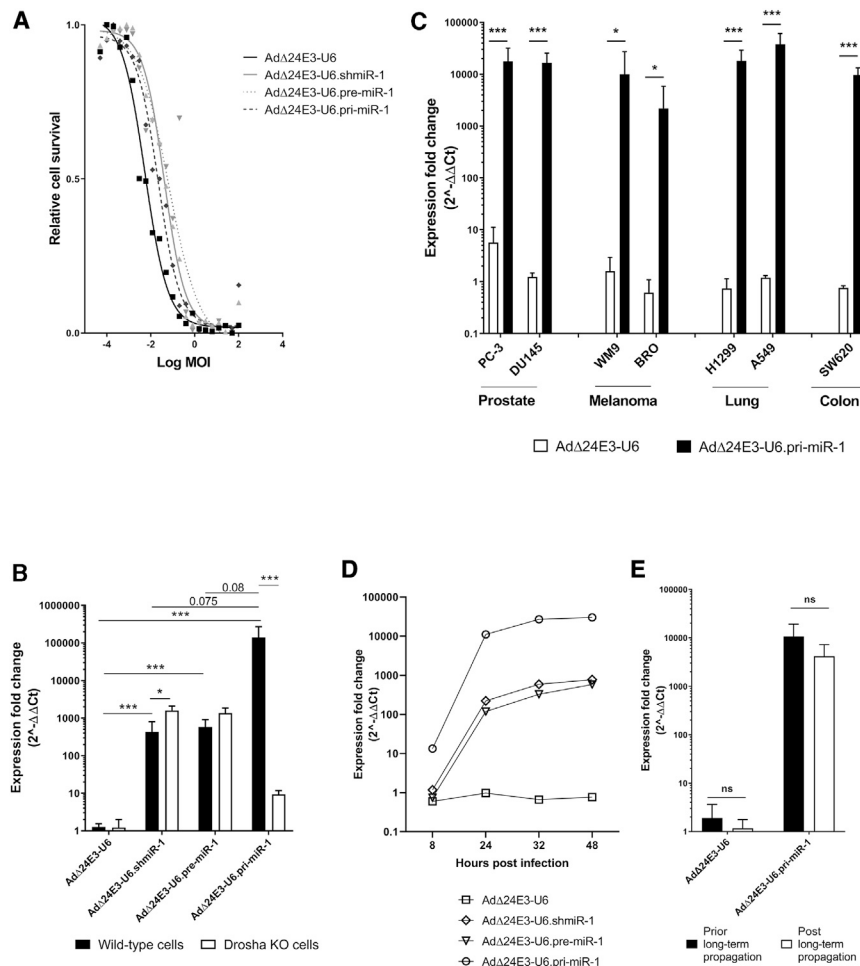 A
AdΔ24E3-U6
AdΔ24E3-U6.shmiR-1
AdΔ24E3-U6.pre-miR-1
AdΔ24E3-U6.pri-miR-1
Relative cell survival
1.0
0.5
0.0
-4
-2
0
2
4
Log MOI
C
Expression fold change
(2^-ΔΔCt)
100000
10000
1000
100
10
1
0.1
***
***
*
*
***
***
***
PC-3
DU145
WM9
BRO
H1299
A549
SW620
Prostate
Melanoma
Lung
Colon
AdΔ24E3-U6
AdΔ24E3-U6.pri-miR-1
B
Expression fold change
(2^-ΔΔCt)
1000000
100000
10000
1000
100
10
1
0.08
***
0.075
***
***
*
***
AdΔ24E3-U6
AdΔ24E3-U6.shmiR-1
AdΔ24E3-U6.pre-miR-1
AdΔ24E3-U6.pri-miR-1
Wild-type cells
Drosha KO cells
D
Expression fold change
(2^-ΔΔCt)
100000
10000
1000
100
10
1
0.1
8
24
32
48
Hours post infection
AdΔ24E3-U6
AdΔ24E3-U6.shmiR-1
AdΔ24E3-U6.pre-miR-1
AdΔ24E3-U6.pri-miR-1
E
Expression fold change
(2^-ΔΔCt)
100000
10000
1000
100
10
1
ns
ns
AdΔ24E3-U6
AdΔ24E3-U6.pri-miR-1
Prior
long-term
propagation
Post
long-term
propagation